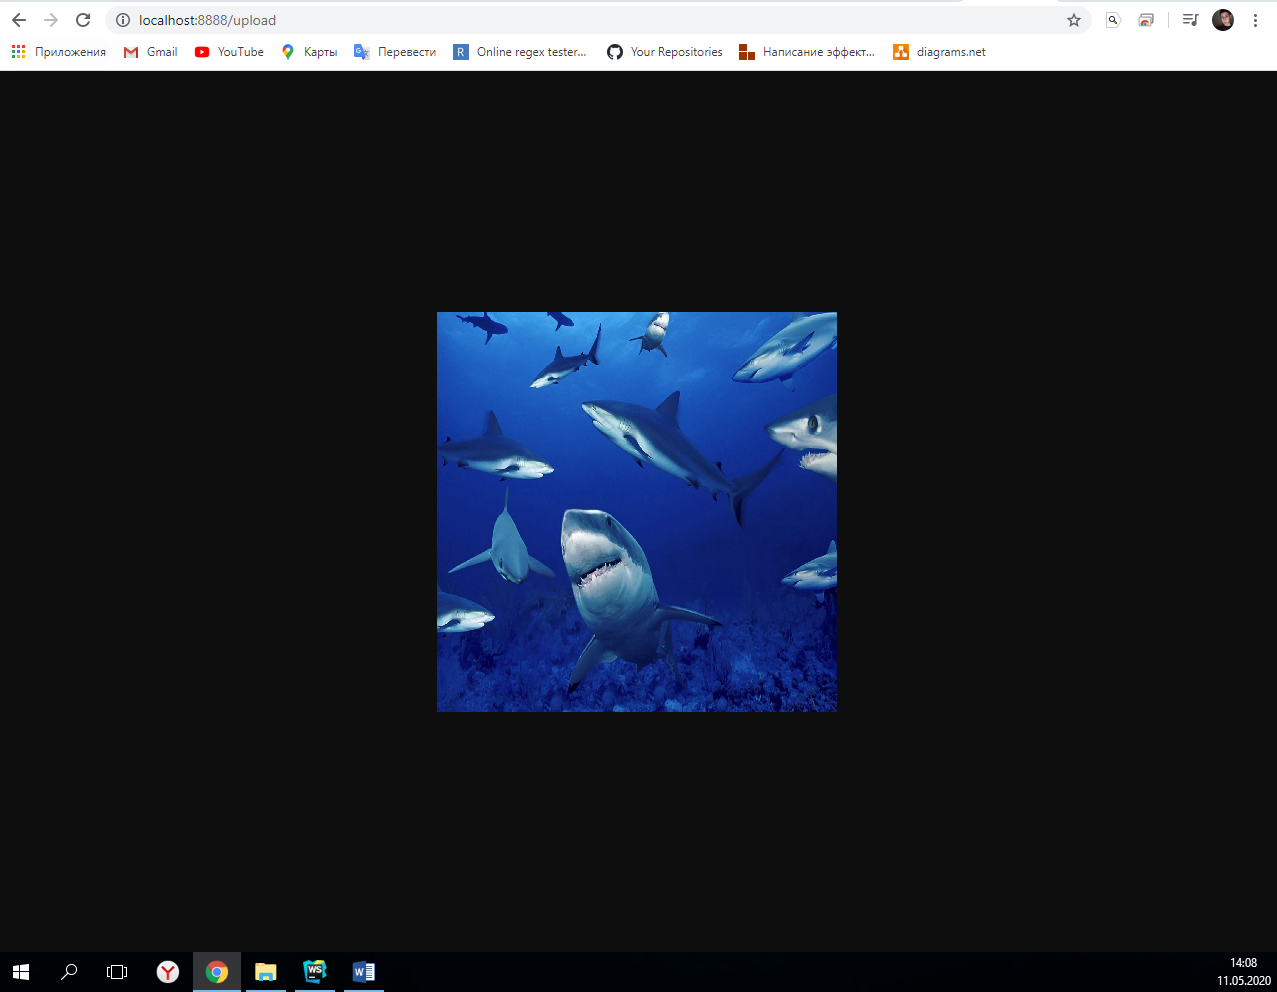 localhost:8888/upload
Приложения Gmail YouTube Карты Перевести R Online regex tester... Your Repositories Написание эффект... diagrams.net
WS W 14:08
11.05.2020